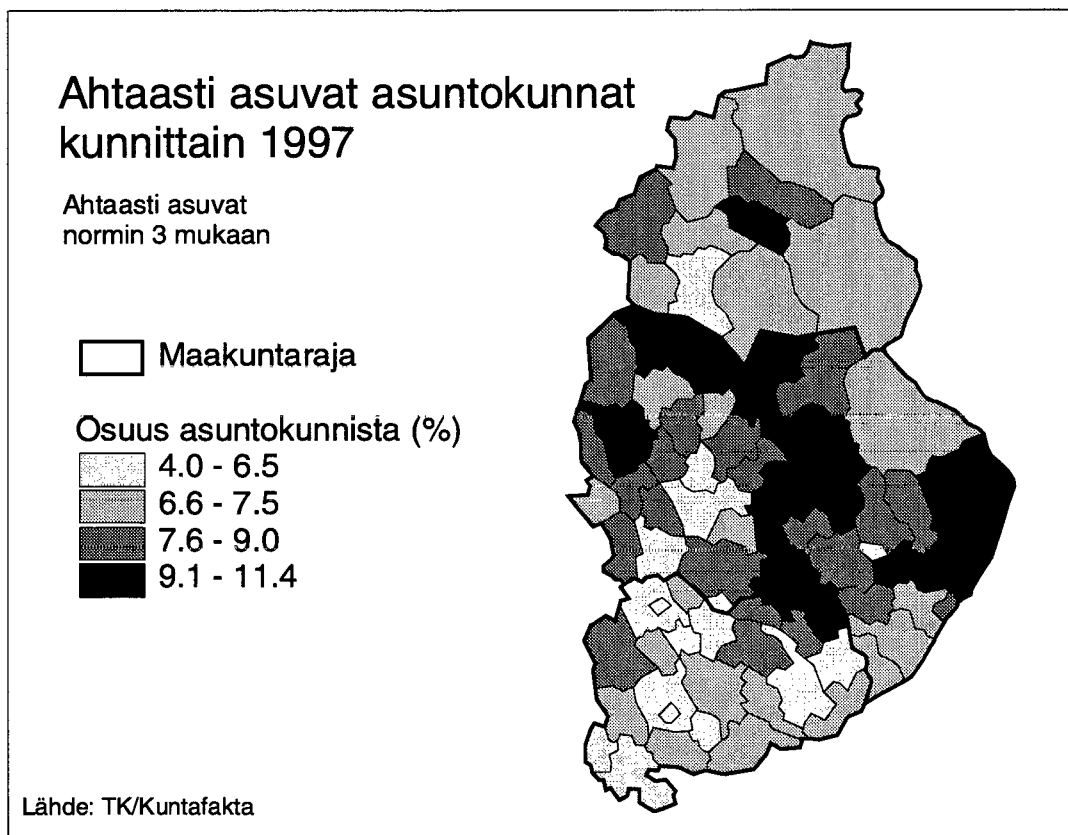 Ahtaasti asuvat asuntokunnat
kunnittain 1997
Ahtaasti asuvat
normin 3 mukaan
Maakuntaraja
Osuus asuntokunnista (%)
4.0 - 6.5
6.6 - 7.5
7.6 - 9.0
9.1 - 11.4
Lähde: TK/Kuntafakta